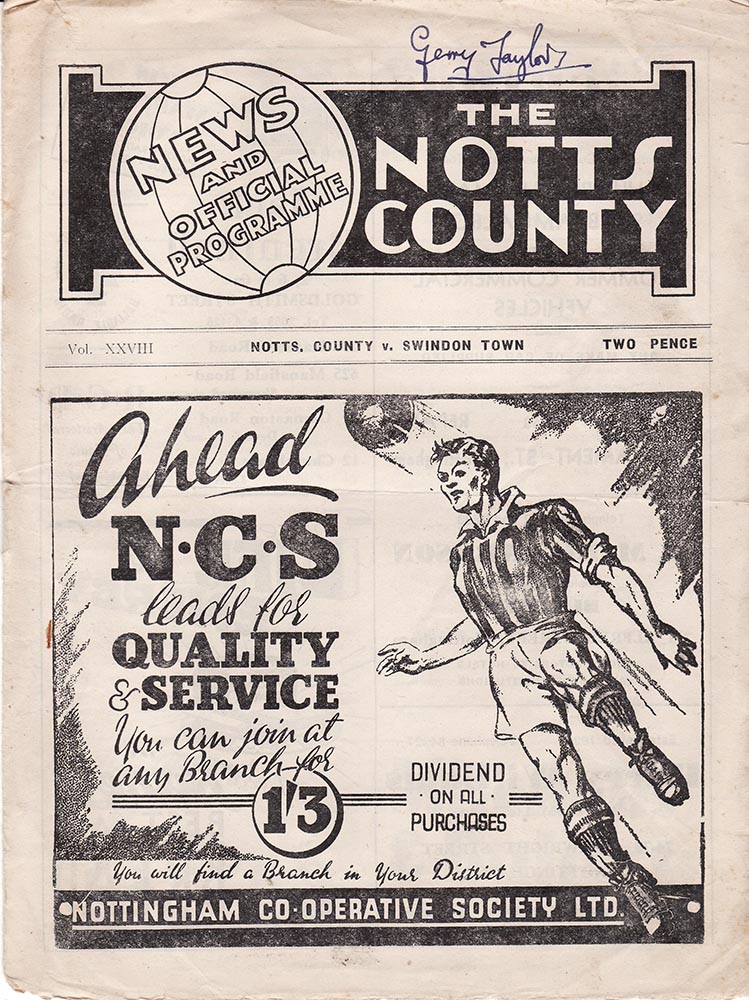 Gerry Taylor
NEWS
AND
OFFICIAL
PROGRAMME
THE
NOTTS
COUNTY
Vol. XXVIII
NOTTS. COUNTY v. SWINDON TOWN
TWO PENCE
Ahead
N·C·S
leads for
QUALITY
& SERVICE
You can join at
any Branch for
1'3
DIVIDEND
· ON ALL ·
PURCHASES
You will find a Branch in Your District
NOTTINGHAM CO-OPERATIVE SOCIETY LTD.